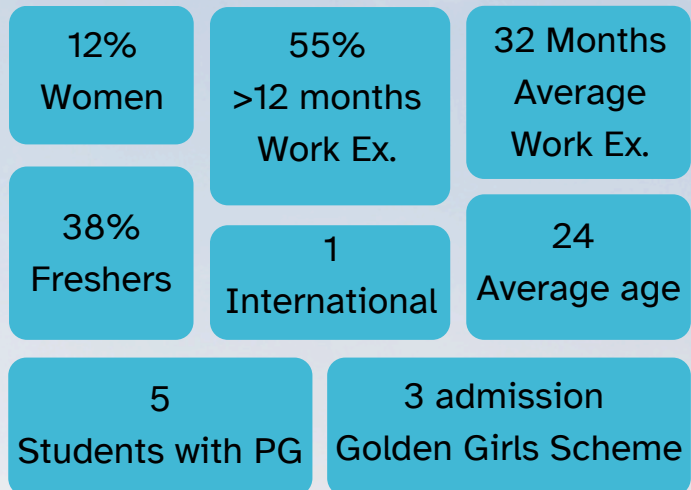 12%
Women
55%
>12 months
Work Ex.
32 Months
Average
Work Ex.
38%
Freshers
1
International
24
Average age
5
Students with PG
3 admission
Golden Girls Scheme